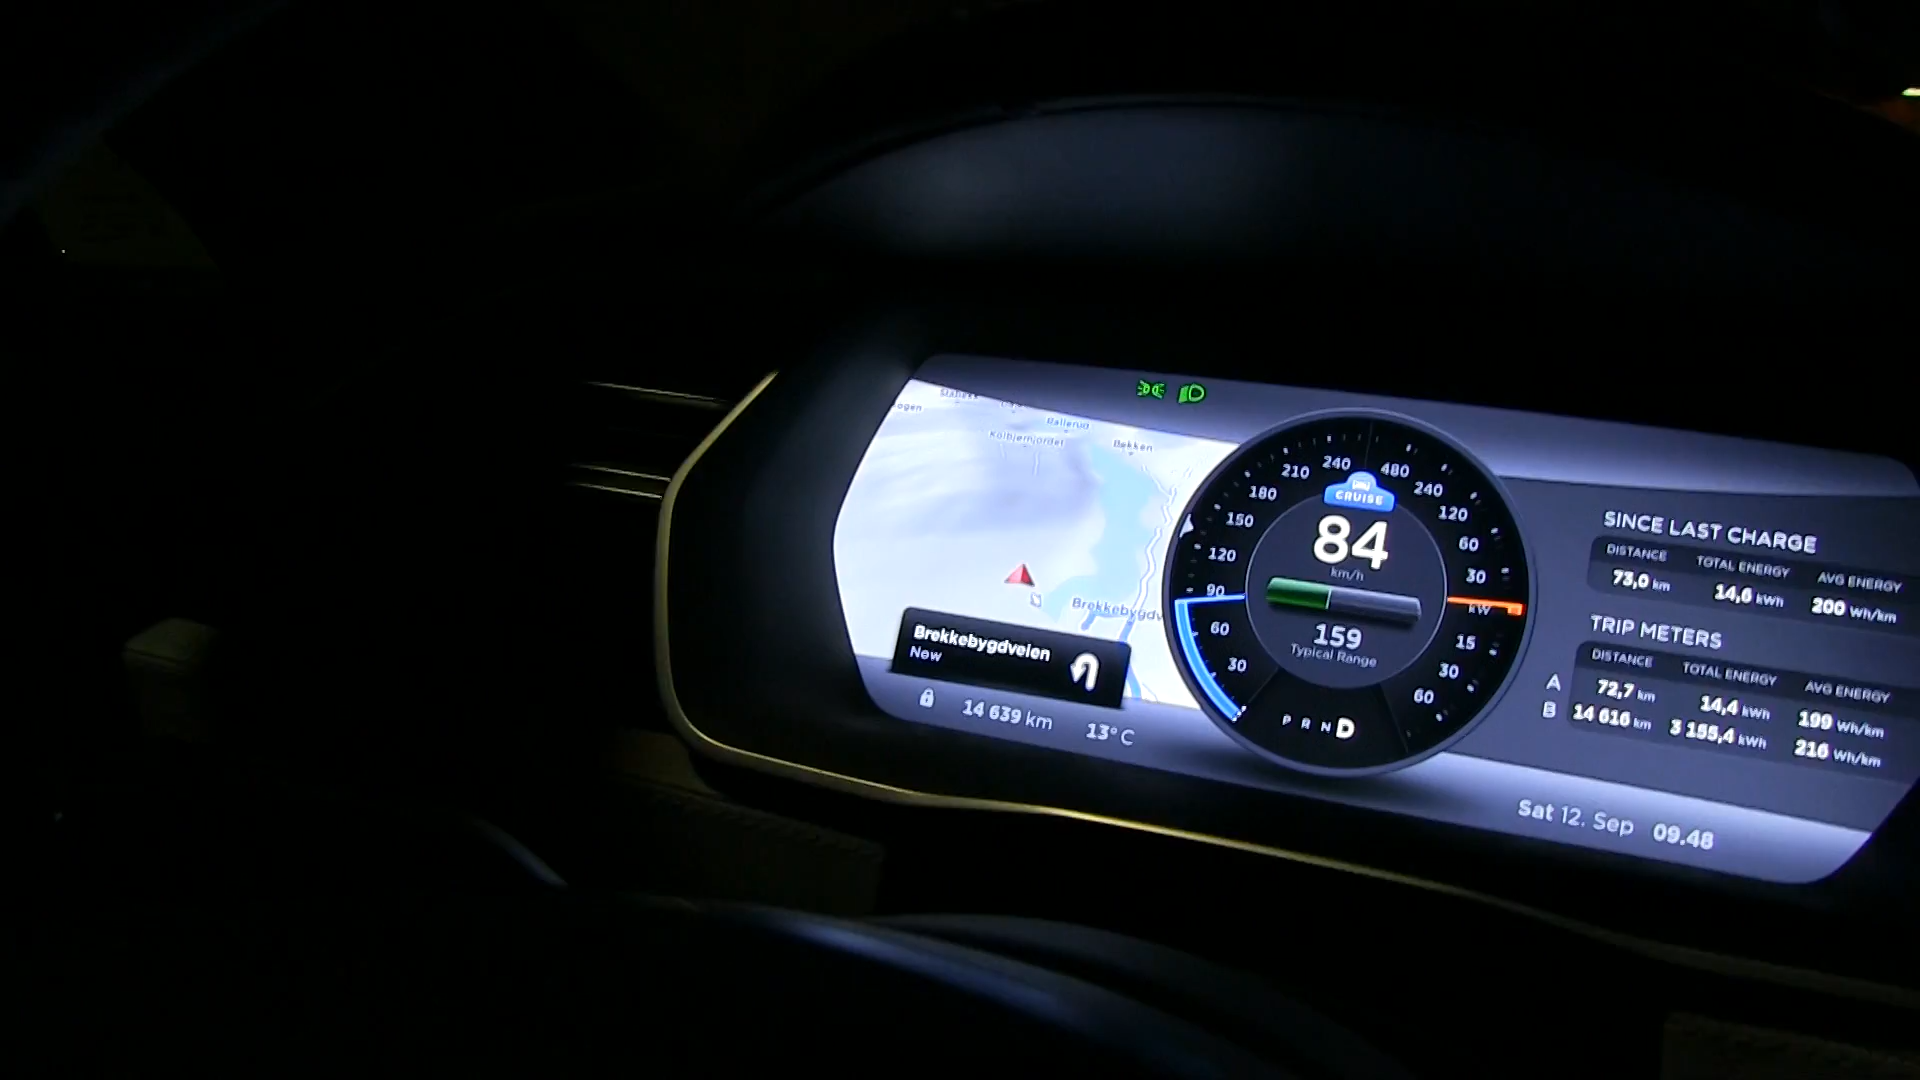 ogen
Ballerud
Kolbjernjordet
Bekken
Brekkebygdv
Brekkebygdveien
Now
14 639 km
13° C
240
480
210
240
180
120
150
60
120
30
90
kW
60
15
30
30
60
CRUISE
84
km/h
159
Typical Range
P R N D
SINCE LAST CHARGE
DISTANCE TOTAL ENERGY AVG ENERGY
73,0 km 14,6 kWh 200 Wh/km
TRIP METERS
DISTANCE TOTAL ENERGY AVG ENERGY
A 72,7 km 14,4 kWh 199 Wh/km
B 14 616 km 3 155,4 kWh 216 Wh/km
Sat 12. Sep 09.48